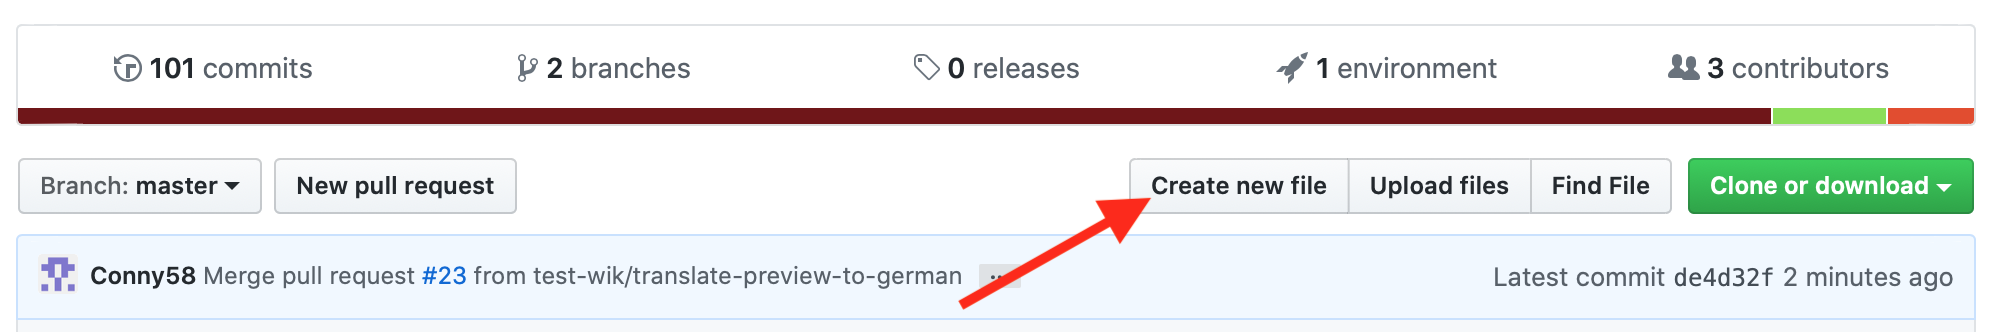 101 commits 2 branches 0 releases 1 environment 3 contributors
Branch: master New pull request Create new file Upload files Find File Clone or download
Conny58 Merge pull request #23 from test-wik/translate-preview-to-german … Latest commit de4d32f 2 minutes ago